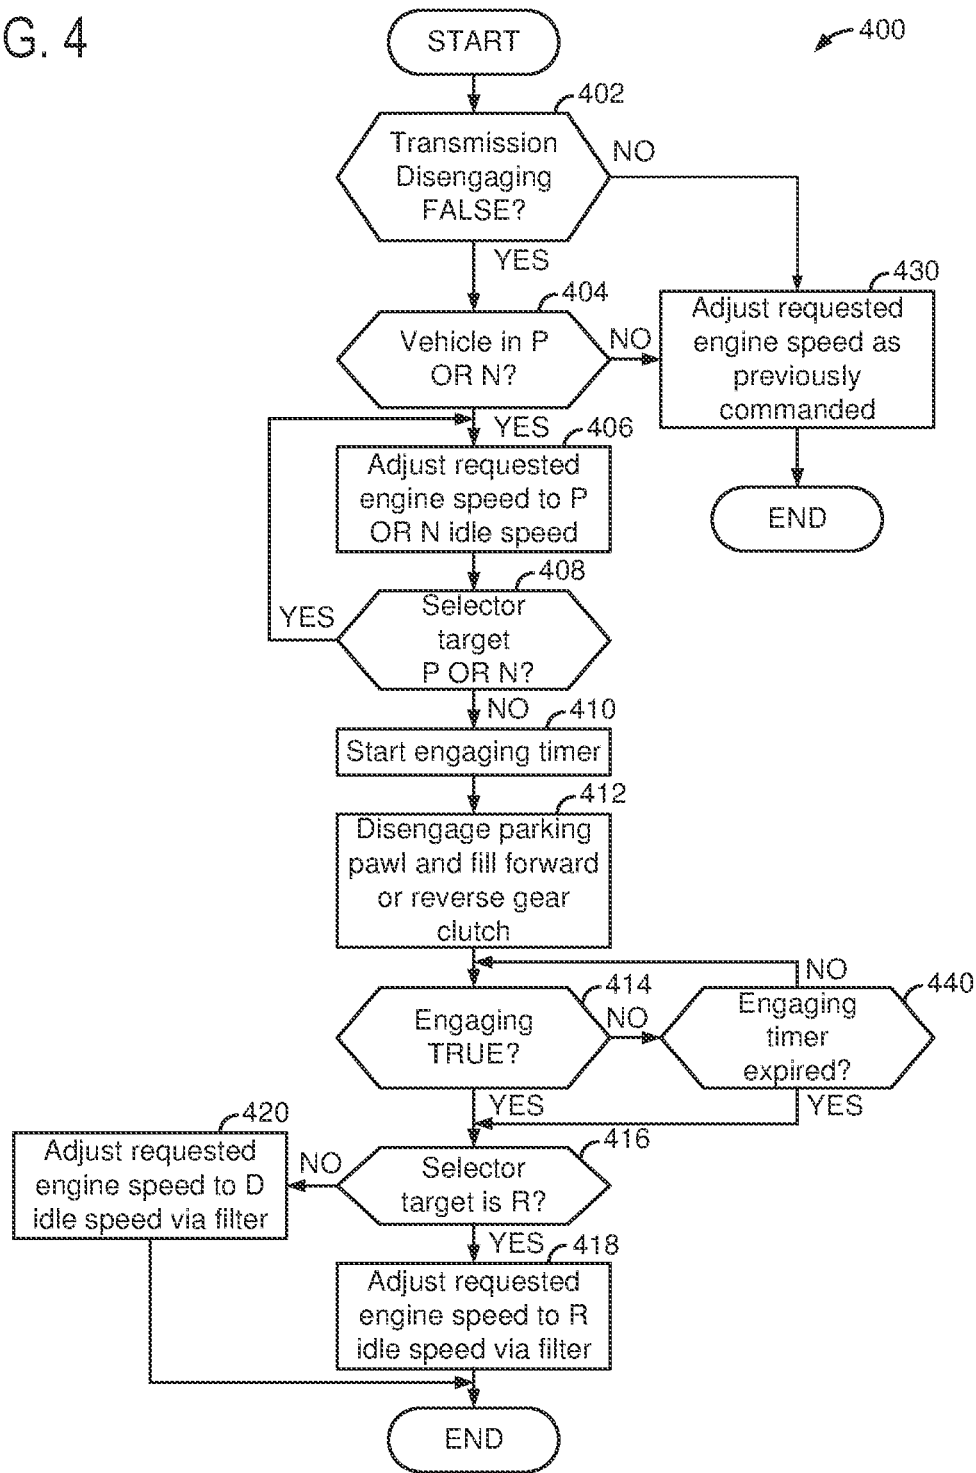 G. 4
START
400
402
Transmission
Disengaging
FALSE?
NO
YES
404
Vehicle in P
OR N?
NO
430
Adjust requested
engine speed as
previously
commanded
YES
406
Adjust requested
engine speed to P
OR N idle speed
END
408
Selector
target
P OR N?
YES
NO
410
Start engaging timer
412
Disengage parking
pawl and fill forward
or reverse gear
clutch
NO
414
Engaging
TRUE?
NO
440
Engaging
timer
expired?
YES
YES
420
Adjust requested
engine speed to D
idle speed via filter
NO
416
Selector
target is R?
YES
418
Adjust requested
engine speed to R
idle speed via filter
END